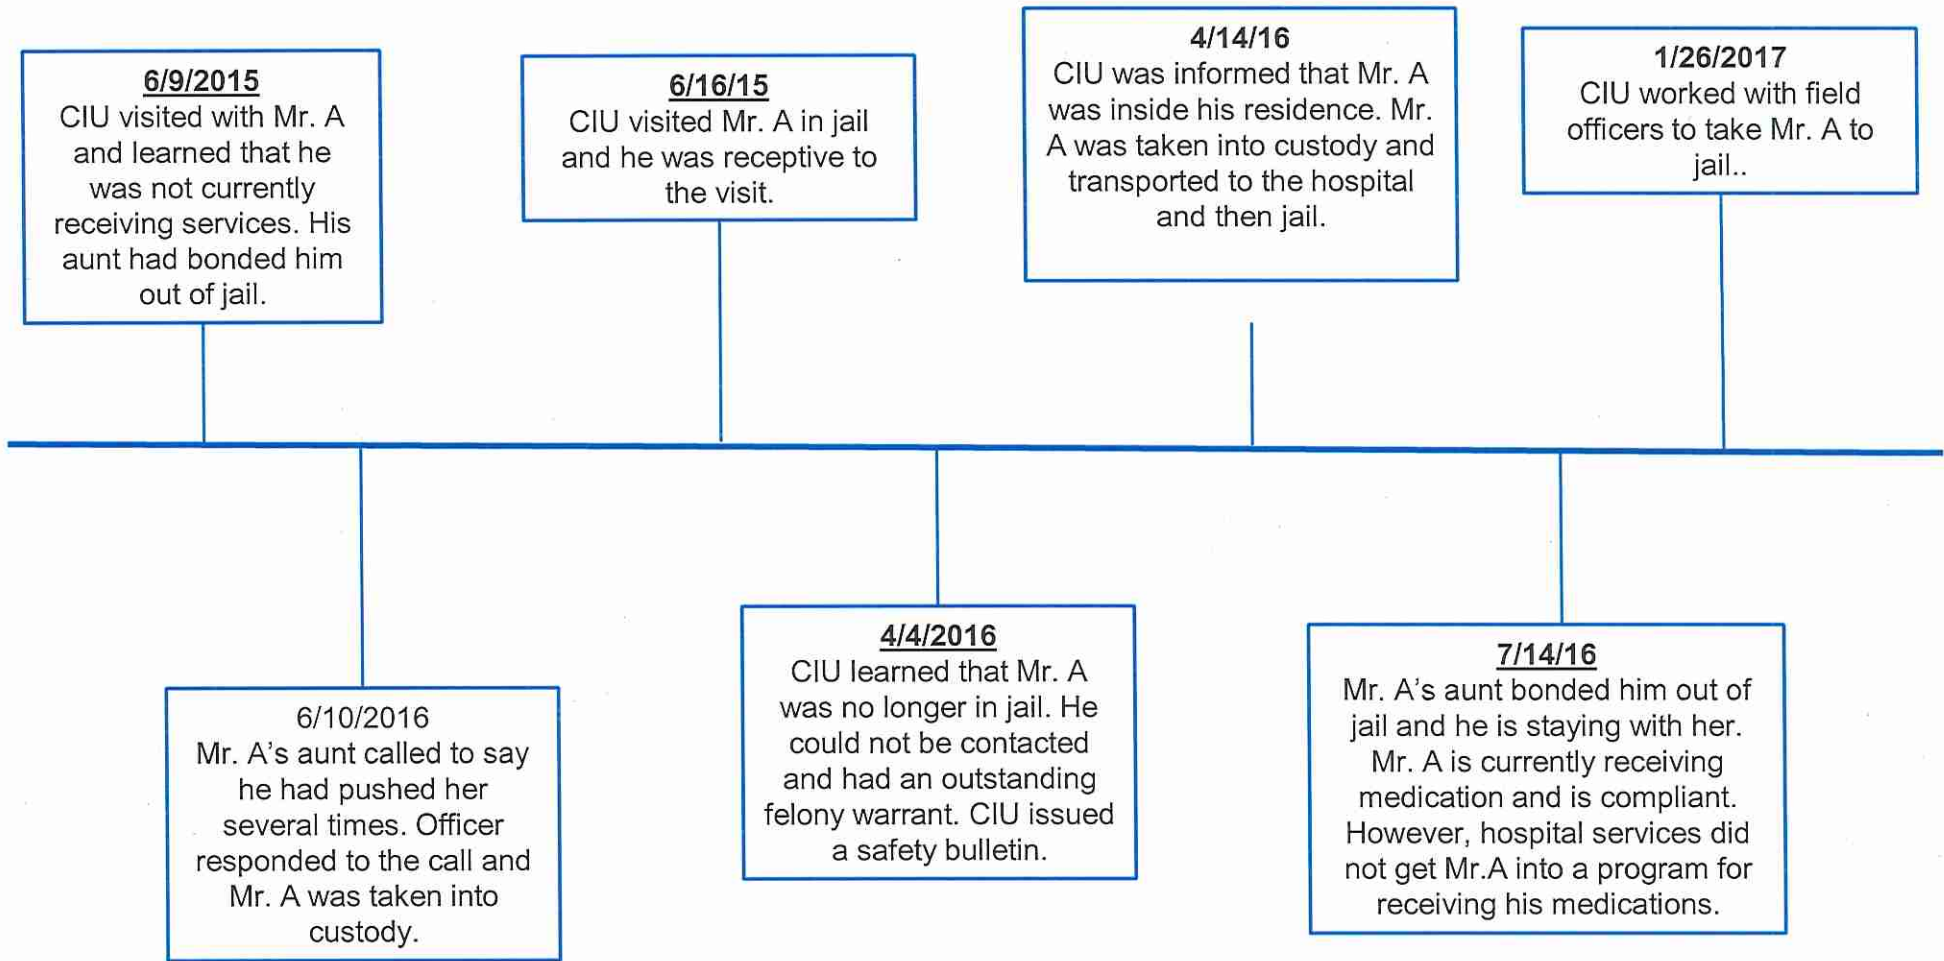 6/9/2015
CIU visited with Mr. A
and learned that he
was not currently
receiving services. His
aunt had bonded him
out of jail.
6/16/15
CIU visited Mr. A in jail
and he was receptive to
the visit.
4/14/16
CIU was informed that Mr. A
was inside his residence. Mr.
A was taken into custody and
transported to the hospital
and then jail.
1/26/2017
CIU worked with field
officers to take Mr. A to
jail..
6/10/2016
Mr. A's aunt called to say
he had pushed her
several times. Officer
responded to the call and
Mr. A was taken into
custody.
4/4/2016
CIU learned that Mr. A
was no longer in jail. He
could not be contacted
and had an outstanding
felony warrant. CIU issued
a safety bulletin.
7/14/16
Mr. A's aunt bonded him out of
jail and he is staying with her.
Mr. A is currently receiving
medication and is compliant.
However, hospital services did
not get Mr.A into a program for
receiving his medications.